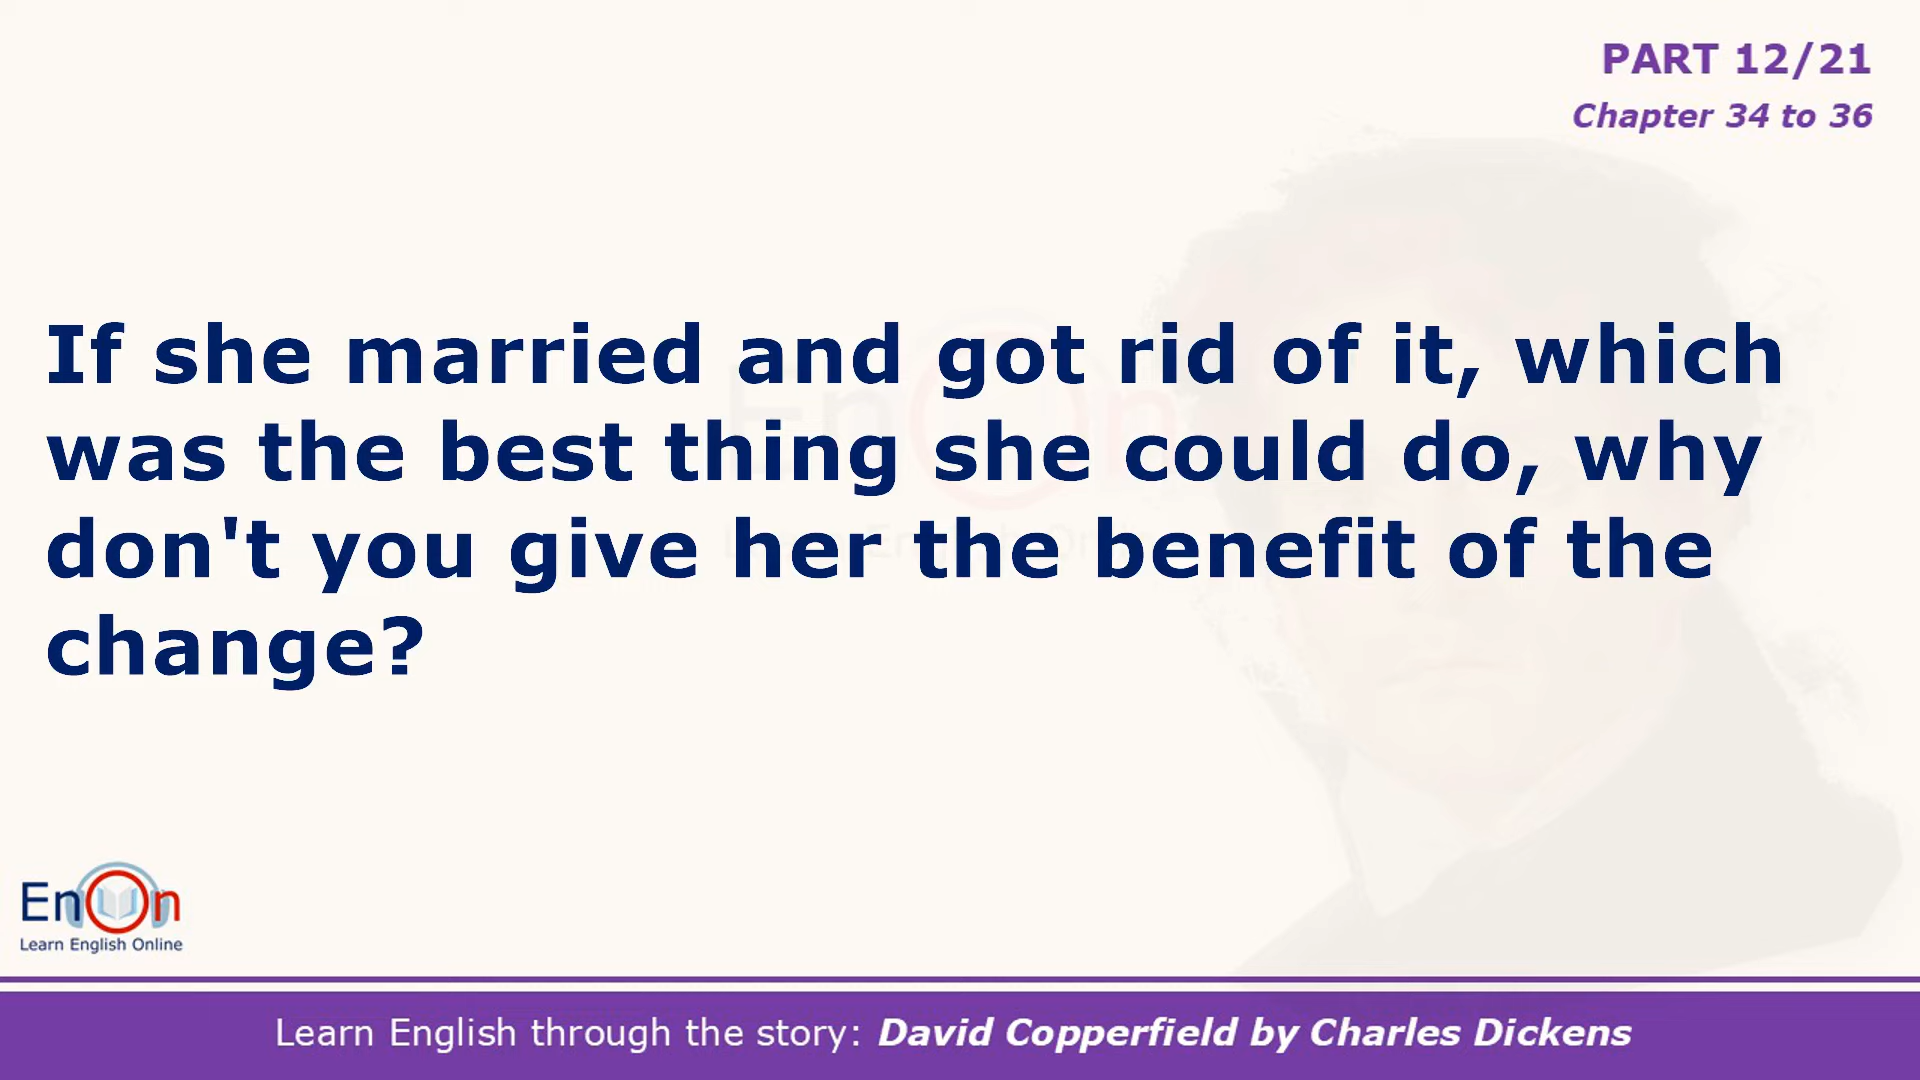 PART 12/21
Chapter 34 to 36
If she married and got rid of it, which
was the best thing she could do, why
don't you give her the benefit of the
change?
EnOn
Learn English Online
Learn English through the story: David Copperfield by Charles Dickens